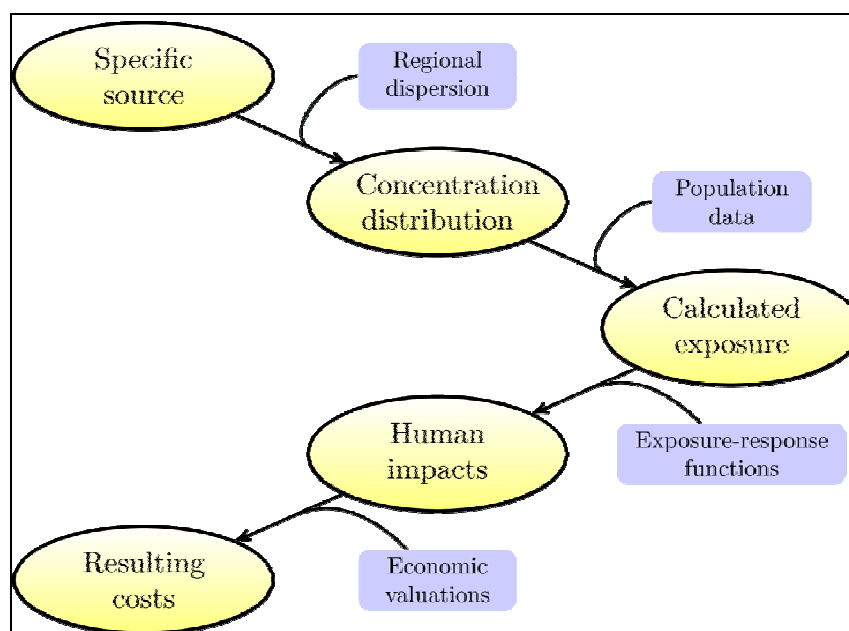 Specific
source
Regional
dispersion
Concentration
distribution
Population
data
Calculated
exposure
Exposure-response
functions
Human
impacts
Economic
valuations
Resulting
costs